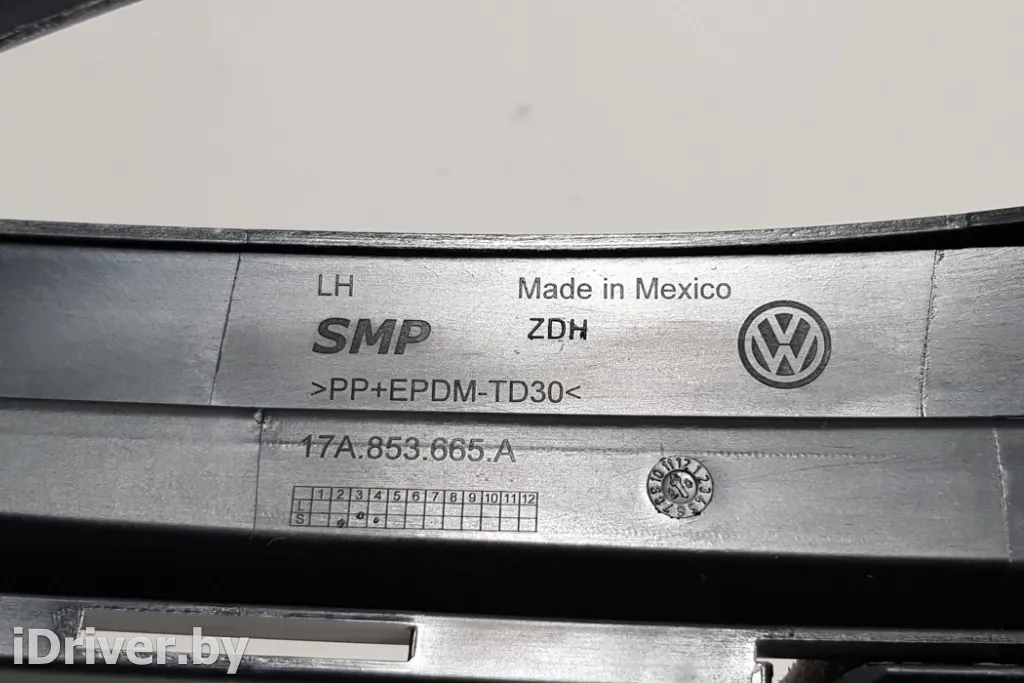 LH
Made in Mexico
SMP
ZDH
>PP+EPDM-TD30<
17A.853.665.A
1 2 3 4 5 6 7 8 9 10 11 12
L
S
iDriver.by